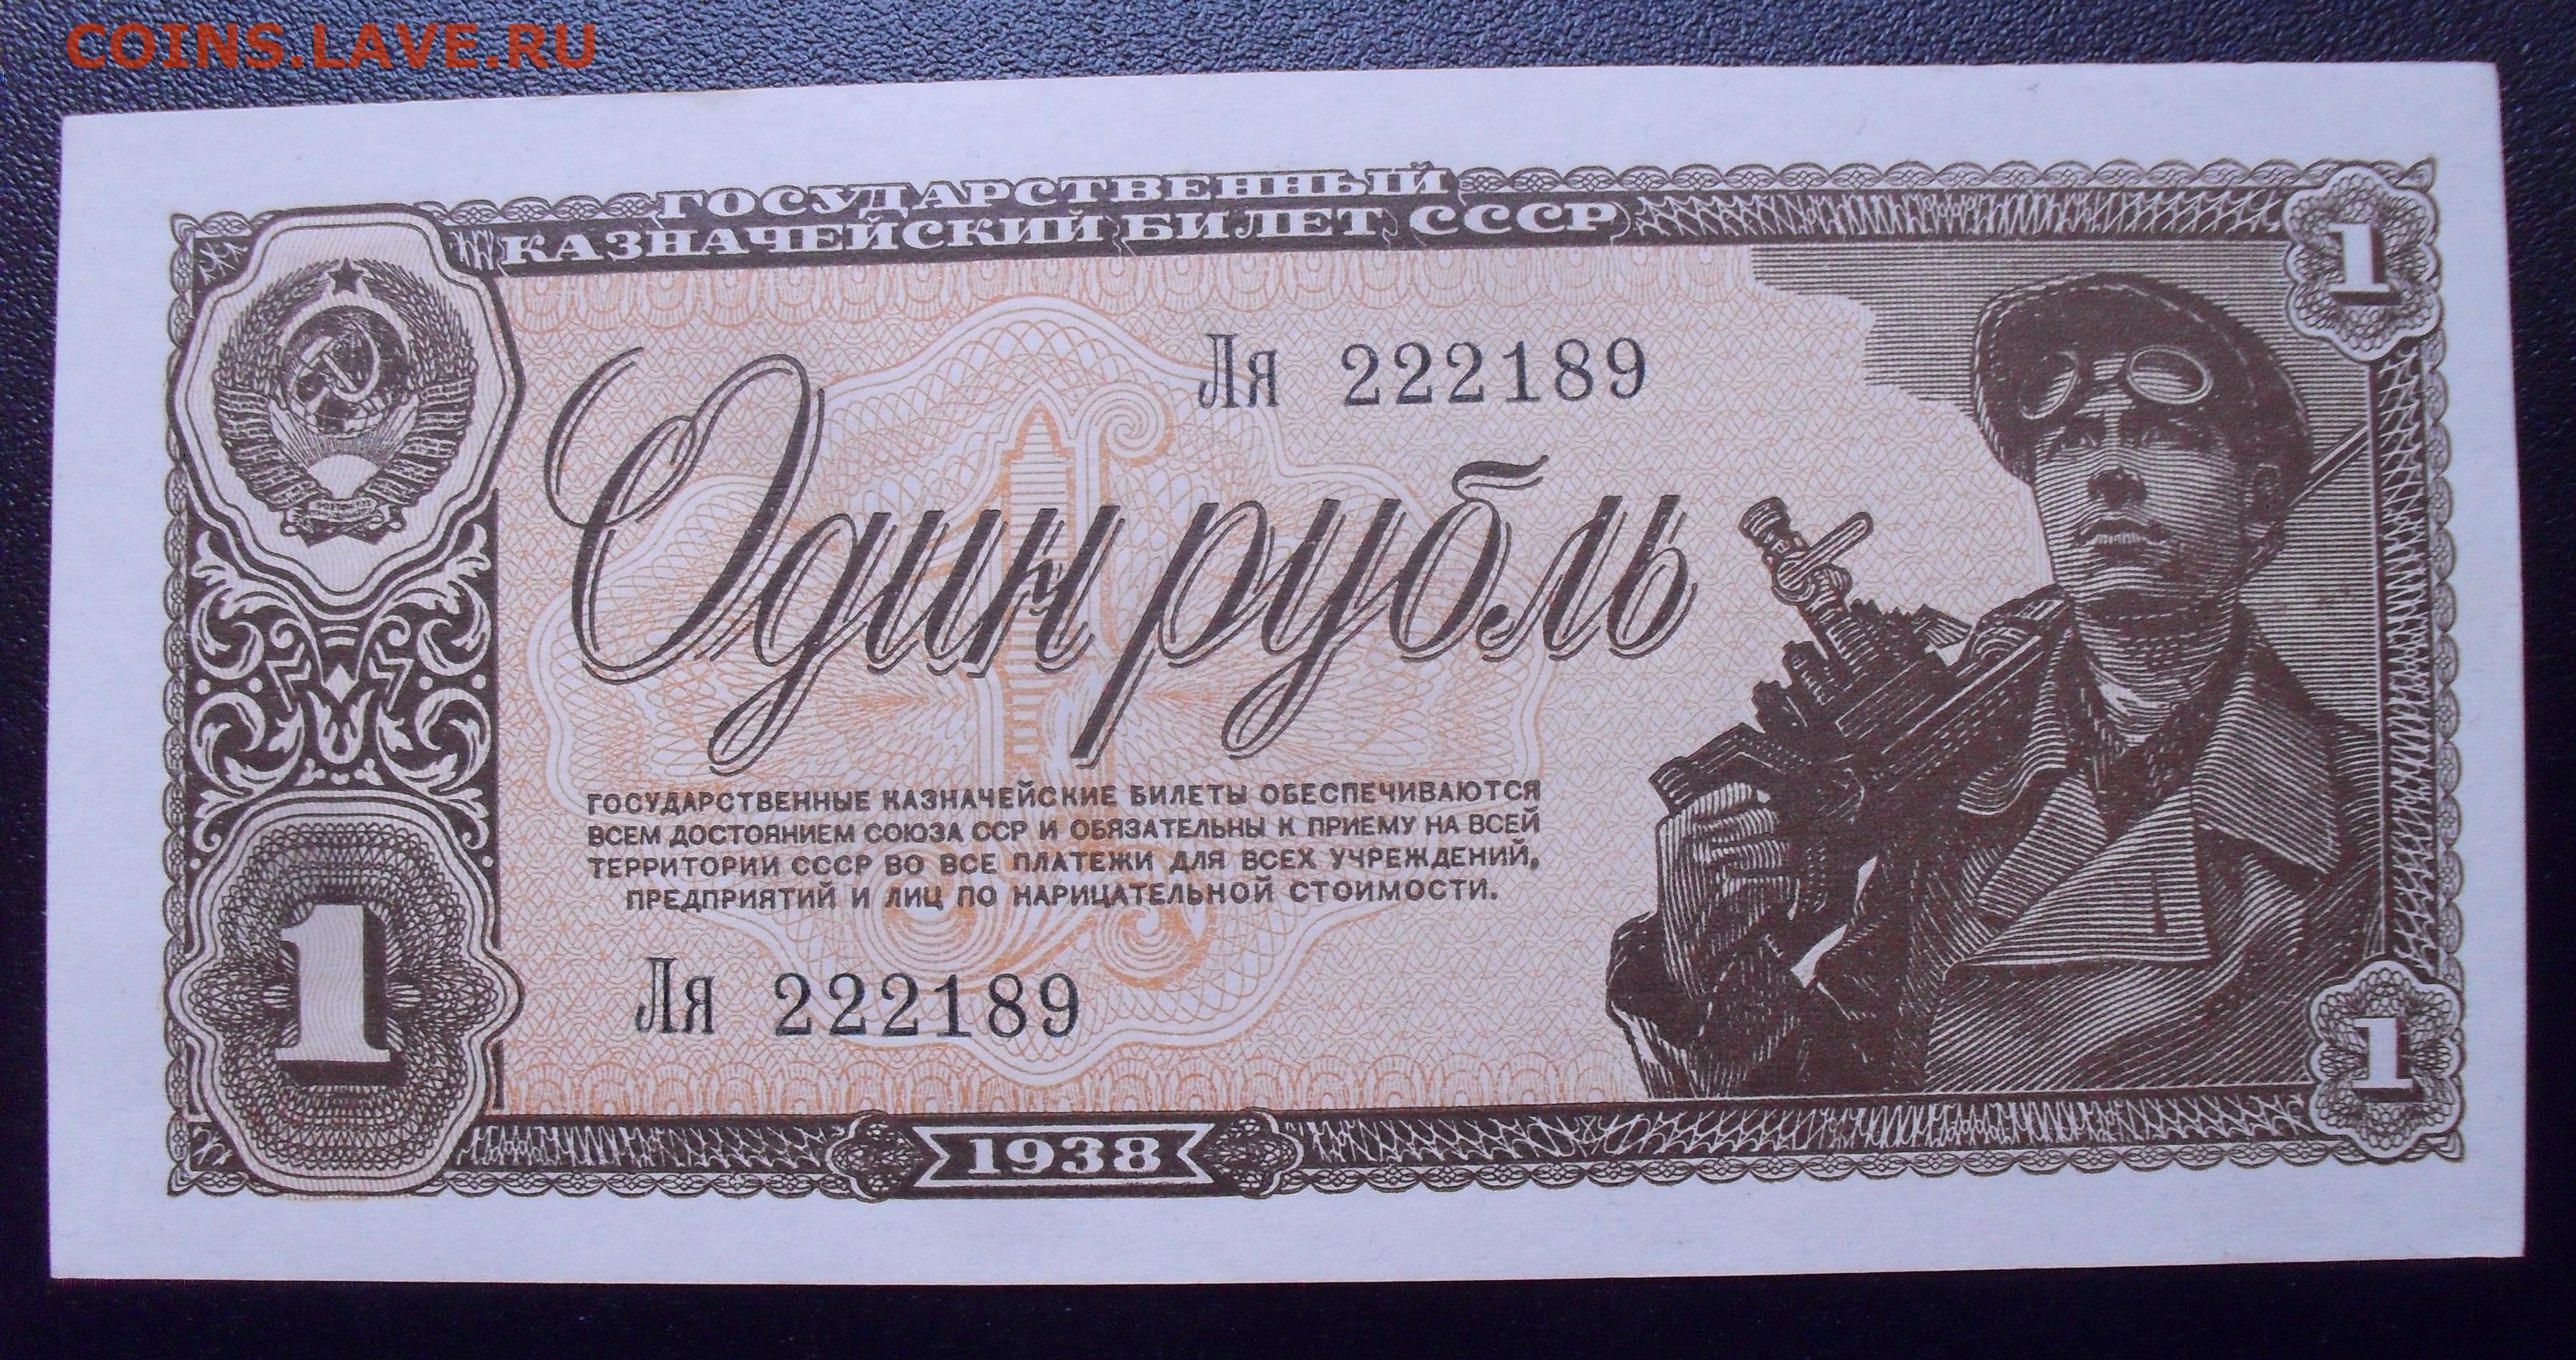 COINS.LAVE.RU
ГОСУДАРСТВЕННЫЙ
КАЗНАЧЕЙСКИЙ БИЛЕТ СССР
1
Ля 222189
Один рубль
ГОСУДАРСТВЕННЫЕ КАЗНАЧЕЙСКИЕ БИЛЕТЫ ОБЕСПЕЧИВАЮТСЯ
ВСЕМ ДОСТОЯНИЕМ СОЮЗА ССР И ОБЯЗАТЕЛЬНЫ К ПРИЕМУ НА ВСЕЙ
ТЕРРИТОРИИ СССР ВО ВСЕ ПЛАТЕЖИ ДЛЯ ВСЕХ УЧРЕЖДЕНИЙ,
ПРЕДПРИЯТИЙ И ЛИЦ ПО НАРИЦАТЕЛЬНОЙ СТОИМОСТИ.
1
Ля 222189
1
1938